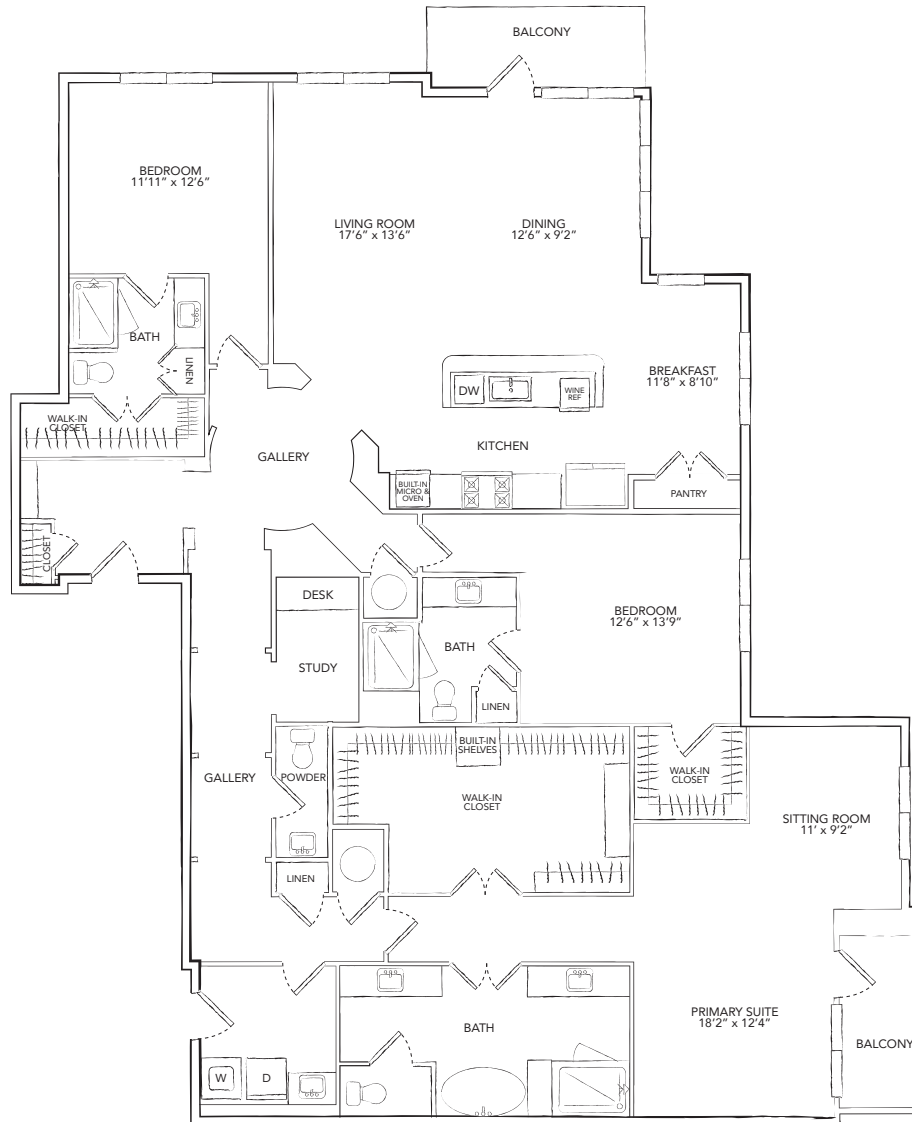 BALCONY
BEDROOM
11'11" x 12'6"
LIVING ROOM
17'6" x 13'6"
DINING
12'6" x 9'2"
BATH
LINEN
BREAKFAST
11'8" x 8'10"
DW
WINE
REF
WALK-IN
CLOSET
GALLERY
KITCHEN
BUILT-IN
MICRO &
OVEN
PANTRY
CLOSET
DESK
BEDROOM
12'6" x 13'9"
BATH
STUDY
LINEN
BUILT-IN
SHELVES
GALLERY
POWDER
WALK-IN
CLOSET
WALK-IN
CLOSET
SITTING ROOM
11' x 9'2"
LINEN
PRIMARY SUITE
18'2" x 12'4"
BATH
BALCONY
W
D